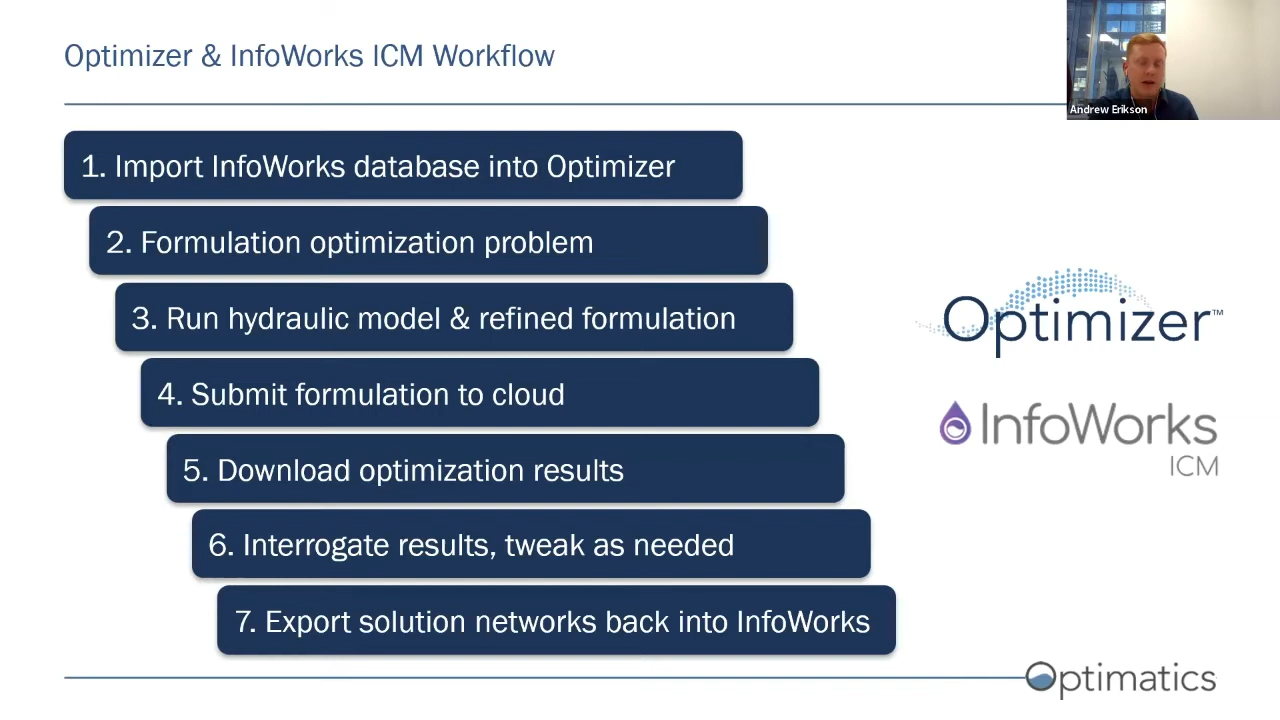 Optimizer & InfoWorks ICM Workflow
Andrew Erikson
1. Import InfoWorks database into Optimizer
2. Formulation optimization problem
3. Run hydraulic model & refined formulation
4. Submit formulation to cloud
5. Download optimization results
6. Interrogate results, tweak as needed
7. Export solution networks back into InfoWorks
Optimizer™
InfoWorks
ICM
Optimatics